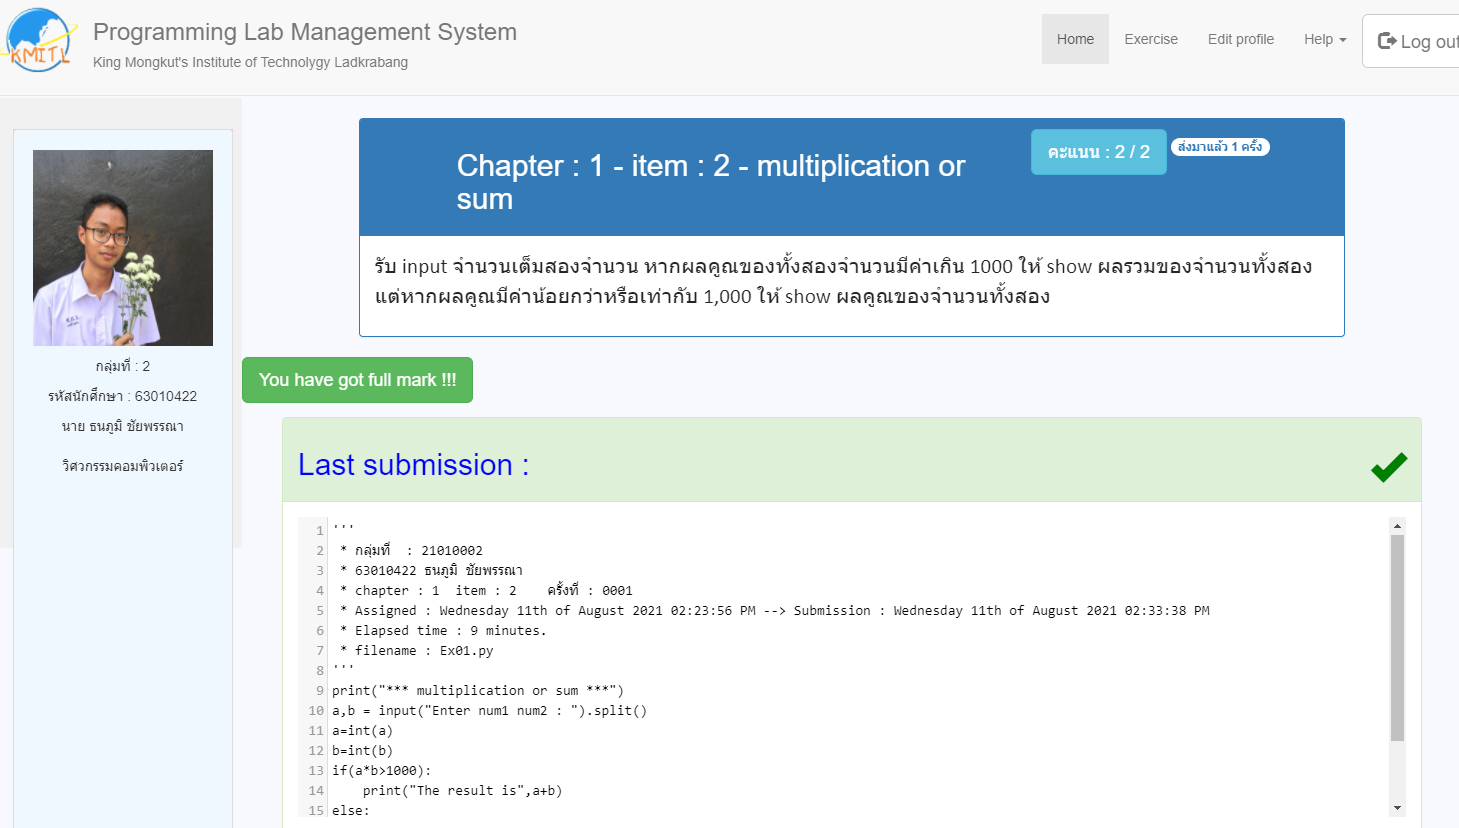 KMITL
Programming Lab Management System
King Mongkut's Institute of Technolygy Ladkrabang
Home
Exercise
Edit profile
Help
Log out
Chapter : 1 - item : 2 - multiplication or
sum
คะแนน : 2 / 2
ส่งมาแล้ว 1 ครั้ง
รับ input จำนวนเต็มสองจำนวน หากผลคูณของทั้งสองจำนวนมีค่าเกิน 1000 ให้ show ผลรวมของจำนวนทั้งสอง
แต่หากผลคูณมีค่าน้อยกว่าหรือเท่ากับ 1,000 ให้ show ผลคูณของจำนวนทั้งสอง
กลุ่มที่ : 2
รหัสนักศึกษา : 63010422
นาย ธนภูมิ ชัยพรรณา
วิศวกรรมคอมพิวเตอร์
You have got full mark !!!
Last submission :
1 '''
2 * กลุ่มที่ : 21010002
3 * 63010422 ธนภูมิ ชัยพรรณา
4 * chapter : 1 item : 2 ครั้งที่ : 0001
5 * Assigned : Wednesday 11th of August 2021 02:23:56 PM --> Submission : Wednesday 11th of August 2021 02:33:38 PM
6 * Elapsed time : 9 minutes.
7 * filename : Ex01.py
8 '''
9 print("*** multiplication or sum ***")
10 a,b = input("Enter num1 num2 : ").split()
11 a=int(a)
12 b=int(b)
13 if(a*b>1000):
14 print("The result is",a+b)
15 else: